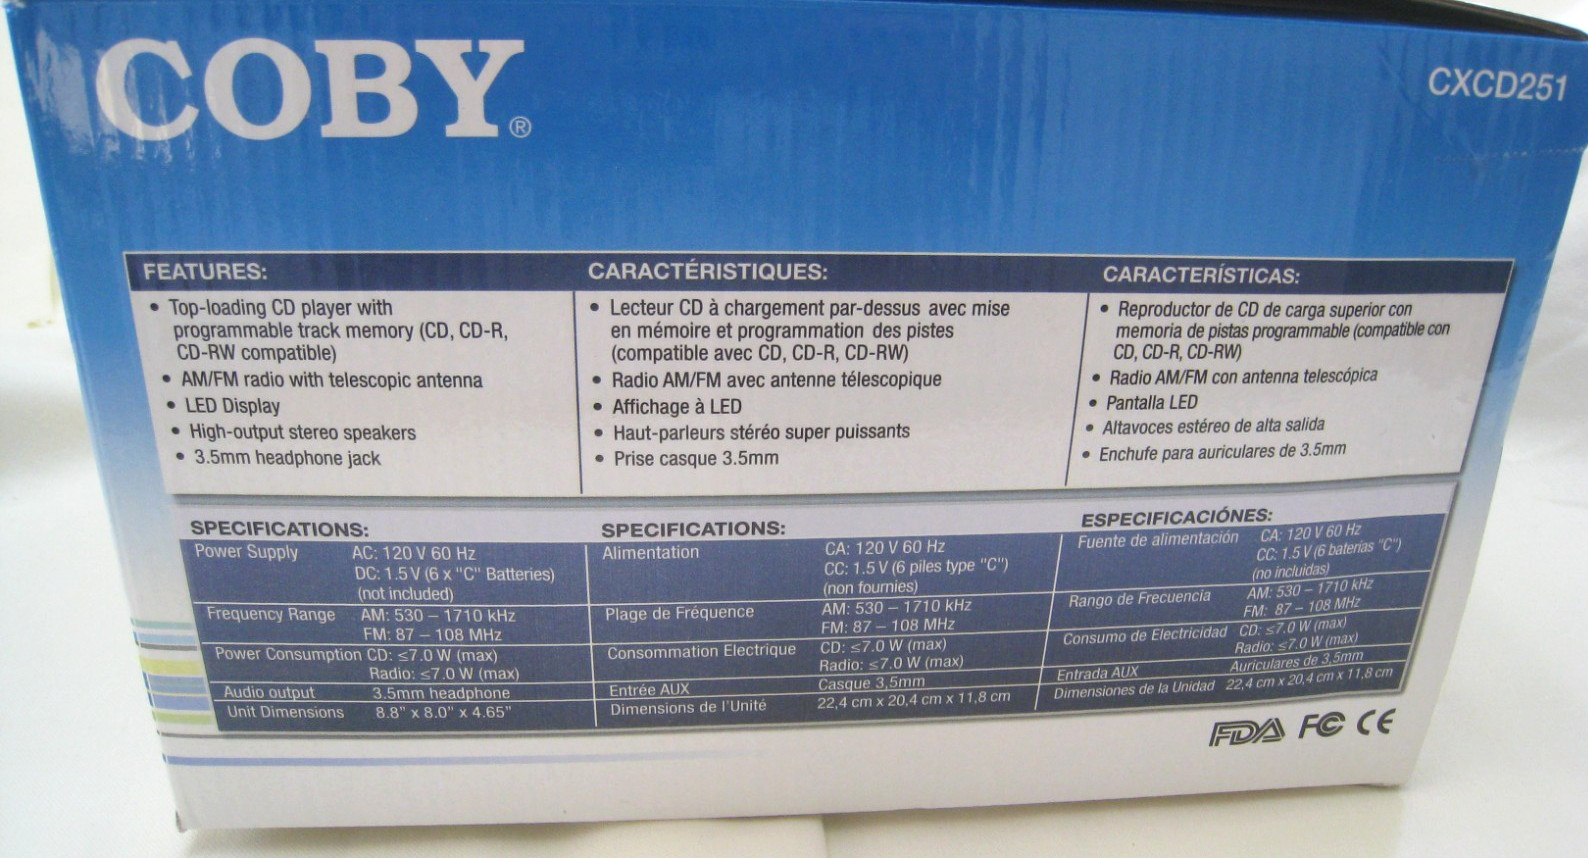 COBY®
CXCD251
FEATURES:
• Top-loading CD player with
programmable track memory (CD, CD-R,
CD-RW compatible)
• AM/FM radio with telescopic antenna
• LED Display
• High-output stereo speakers
• 3.5mm headphone jack
CARACTÉRISTIQUES:
• Lecteur CD à chargement par-dessus avec mise
en mémoire et programmation des pistes
(compatible avec CD, CD-R, CD-RW)
• Radio AM/FM avec antenne télescopique
• Affichage à LED
• Haut-parleurs stéréo super puissants
• Prise casque 3.5mm
CARACTERÍSTICAS:
• Reproductor de CD de carga superior con
memoria de pistas programmable (compatible con
CD, CD-R, CD-RW)
• Radio AM/FM con antenna telescópica
• Pantalla LED
• Altavoces estéreo de alta salida
• Enchufe para auriculares de 3.5mm
SPECIFICATIONS:
Power Supply AC: 120 V 60 Hz
DC: 1.5 V (6 x "C" Batteries)
(not included)
Frequency Range AM: 530 – 1710 kHz
FM: 87 – 108 MHz
Power Consumption CD: ≤7.0 W (max)
Radio: ≤7.0 W (max)
Audio output 3.5mm headphone
Unit Dimensions 8.8" x 8.0" x 4.65"
SPECIFICATIONS:
Alimentation CA: 120 V 60 Hz
CC: 1.5 V (6 piles type "C")
(non fournies)
Plage de Fréquence AM: 530 – 1710 kHz
FM: 87 – 108 MHz
Consommation Electrique CD: ≤7.0 W (max)
Radio: ≤7.0 W (max)
Entrée AUX Casque 3,5mm
Dimensions de l'Unité 22,4 cm x 20,4 cm x 11,8 cm
ESPECIFICACIÓNES:
Fuente de alimentación CA: 120 V 60 Hz
CC: 1.5 V (6 baterías "C")
(no incluidas)
Rango de Frecuencia AM: 530 – 1710 kHz
FM: 87 – 108 MHz
Consumo de Electricidad CD: ≤7.0 W (max)
Radio: ≤7.0 W (max)
Entrada AUX Auriculares de 3,5mm
Dimensiones de la Unidad 22,4 cm x 20,4 cm x 11,8 cm
FDA FC CE